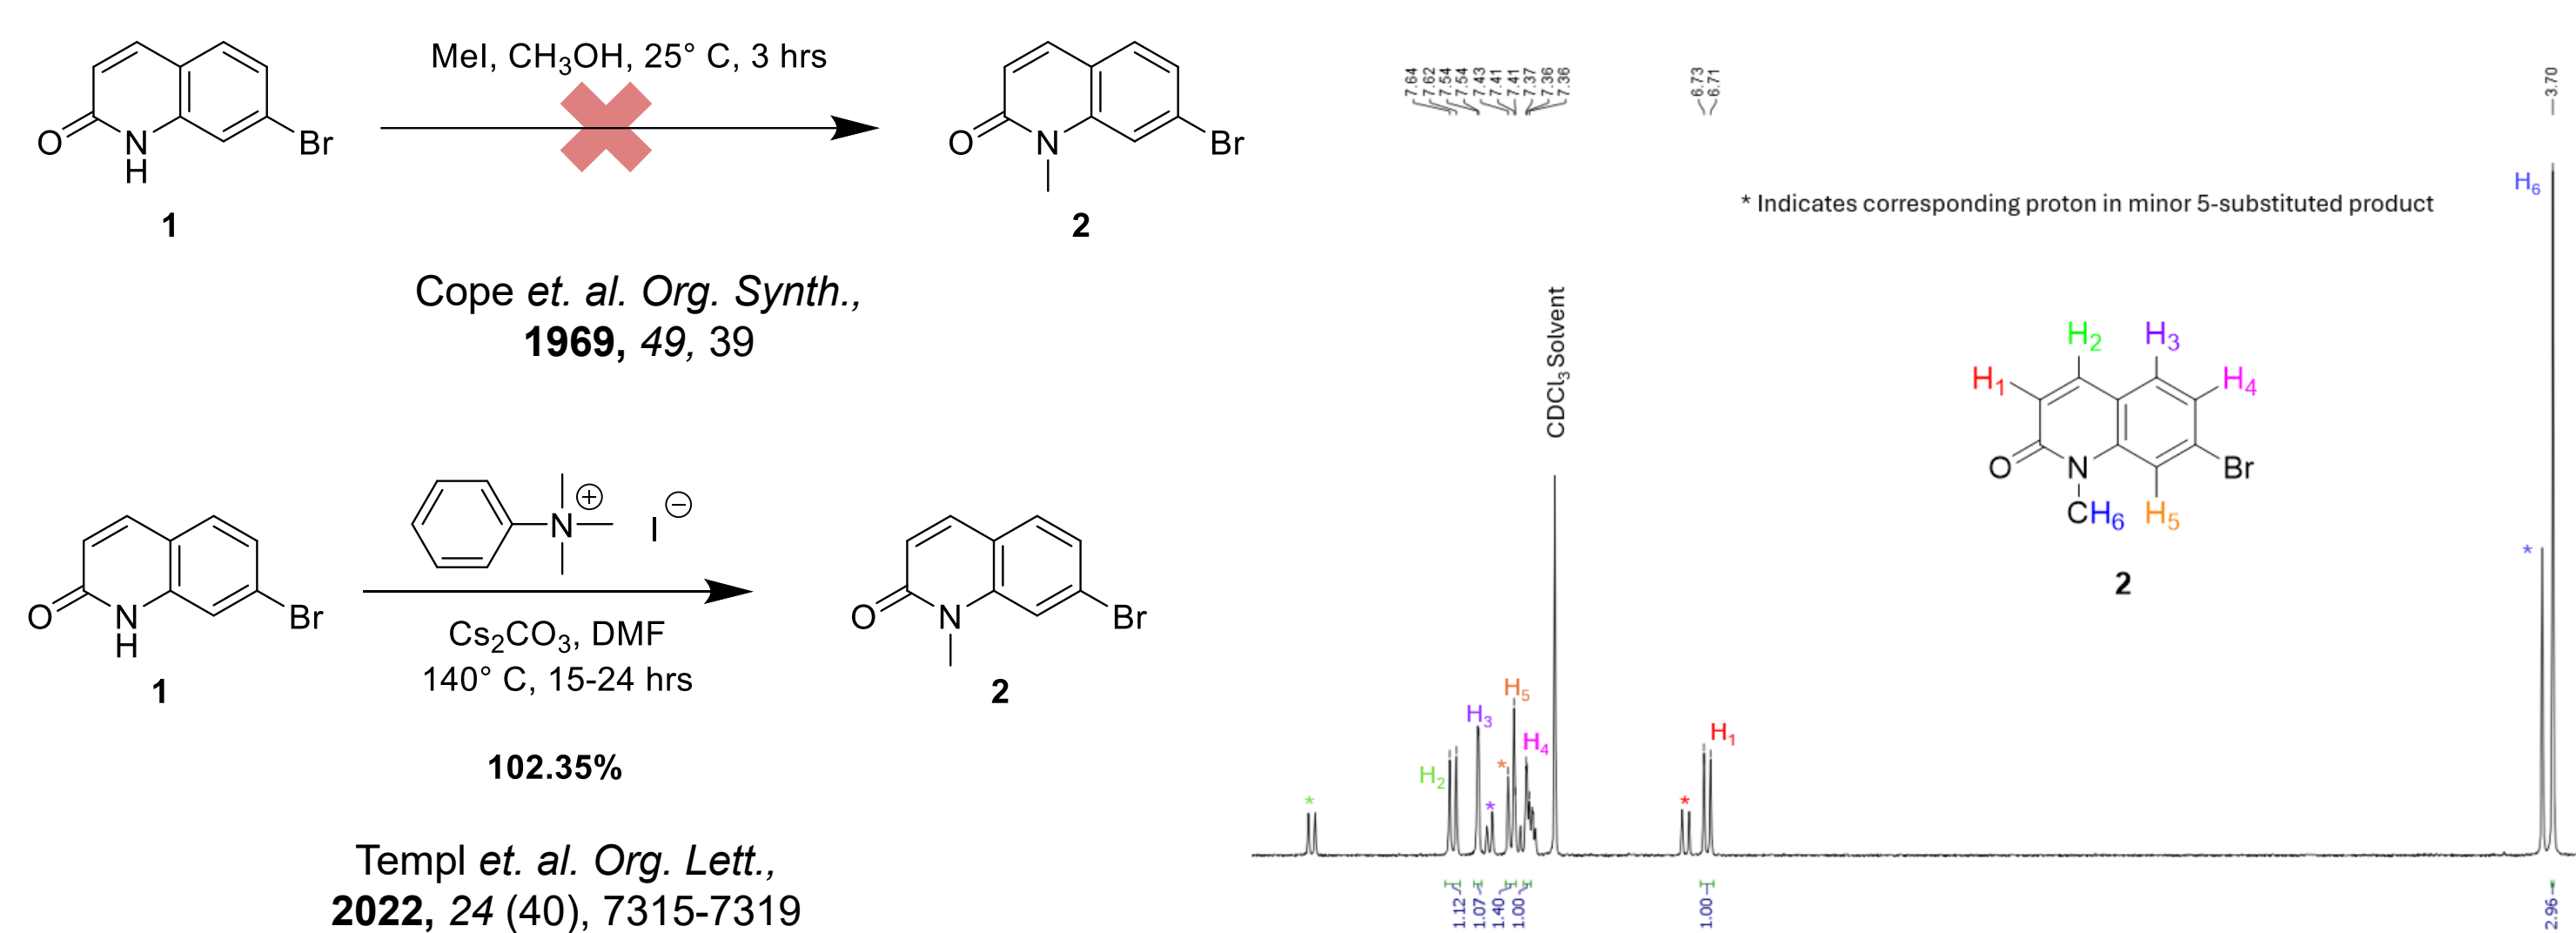 MeI, CH₃OH, 25° C, 3 hrs
O
N
H
Br
1
O
N
Br
2
Cope et. al. Org. Synth.,
1969, 49, 39
O
N
H
Br
1
N
+
I
−
Cs₂CO₃, DMF
140° C, 15-24 hrs
102.35%
O
N
Br
2
Templ et. al. Org. Lett.,
2022, 24 (40), 7315-7319
7.64
7.62
7.54
7.54
7.43
7.41
7.41
7.37
7.36
7.36
6.73
6.71
3.70
* Indicates corresponding proton in minor 5-substituted product
H₆
CDCl₃ Solvent
H₂
H₃
H₁
H₄
O
N
Br
CH₆
H₅
2
*
H₅
H₃
H₄
H₁
H₂
*
*
*
*
1.12
1.07
1.40
1.00
1.00
2.96